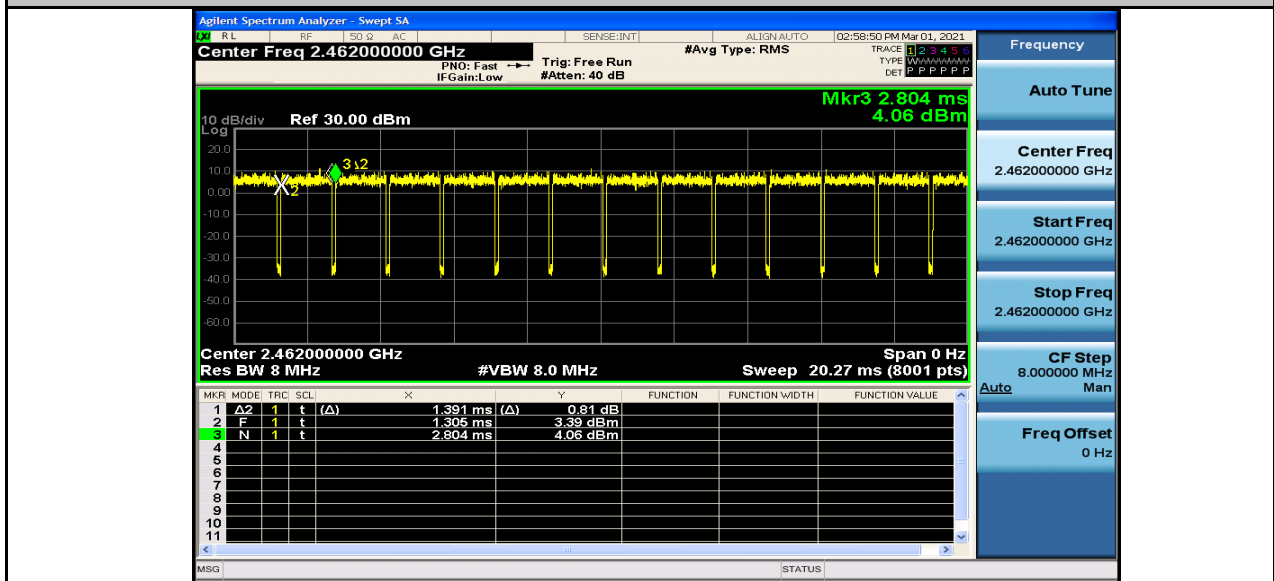 Agilent Spectrum Analyzer - Swept SA
LXI RL RF 50 Ω AC SENSE:INT ALIGNAUTO 02:58:50 PM Mar 01, 2021
Center Freq 2.462000000 GHz #Avg Type: RMS TRACE 1 2 3 4 5 6
PNO: Fast Trig: Free Run TYPE
IFGain:Low #Atten: 40 dB DET P P P P P P
Mkr3 2.804 ms
4.06 dBm
10 dB/div Ref 30.00 dBm
Log
20.0
10.0
0.00
-10.0
-20.0
-30.0
-40.0
-50.0
-60.0
3 2
2
Center 2.462000000 GHz Span 0 Hz
Res BW 8 MHz #VBW 8.0 MHz Sweep 20.27 ms (8001 pts)
MKR MODE TRC SCL X Y FUNCTION FUNCTION WIDTH FUNCTION VALUE
1 Δ2 1 t (Δ) 1.391 ms (Δ) 0.81 dB
2 F 1 t 1.305 ms 3.39 dBm
3 N 1 t 2.804 ms 4.06 dBm
4
5
6
7
8
9
10
11
MSG STATUS
Frequency
Auto Tune
Center Freq
2.462000000 GHz
Start Freq
2.462000000 GHz
Stop Freq
2.462000000 GHz
CF Step
8.000000 MHz
Auto Man
Freq Offset
0 Hz